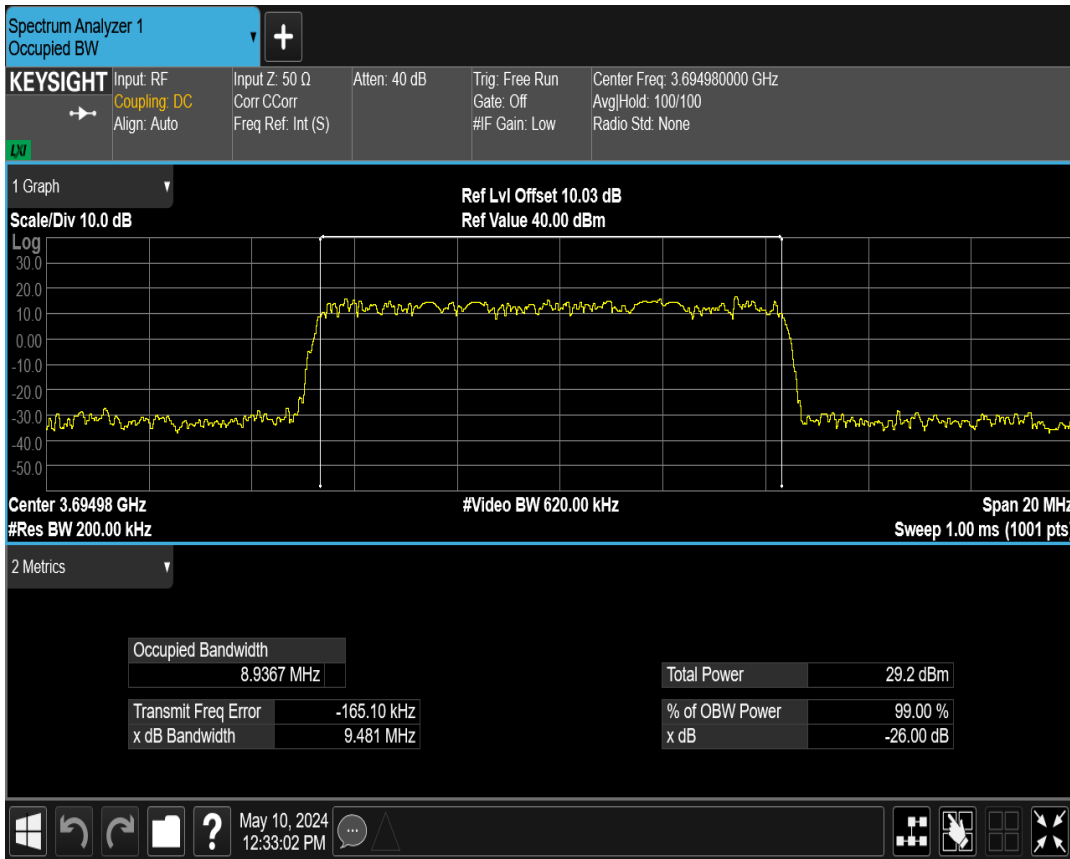 Spectrum Analyzer 1
Occupied BW
+
KEYSIGHT
LXI
Input: RF
Coupling: DC
Align: Auto
Input Z: 50 Ω
Corr CCorr
Freq Ref: Int (S)
Atten: 40 dB
Trig: Free Run
Gate: Off
#IF Gain: Low
Center Freq: 3.694980000 GHz
Avg|Hold: 100/100
Radio Std: None
1 Graph
Scale/Div 10.0 dB
Ref Lvl Offset 10.03 dB
Ref Value 40.00 dBm
Log
30.0
20.0
10.0
0.00
-10.0
-20.0
-30.0
-40.0
-50.0
Center 3.69498 GHz
#Video BW 620.00 kHz
Span 20 MHz
#Res BW 200.00 kHz
Sweep 1.00 ms (1001 pts)
2 Metrics
Occupied Bandwidth
8.9367 MHz
Total Power 29.2 dBm
Transmit Freq Error -165.10 kHz
% of OBW Power 99.00 %
x dB Bandwidth 9.481 MHz
x dB -26.00 dB
?
May 10, 2024
12:33:02 PM